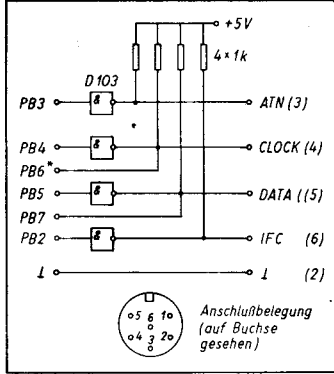 +5V
D103
4×1k
PB3 & ATN (3)
*
PB4 & CLOCK (4)
PB6*
PB5 & DATA ((5)
PB7
PB2 & IFC (6)
⊥ ⊥ (2)
5 6 1 Anschlußbelegung
4 3 2 (auf Buchse
gesehen)